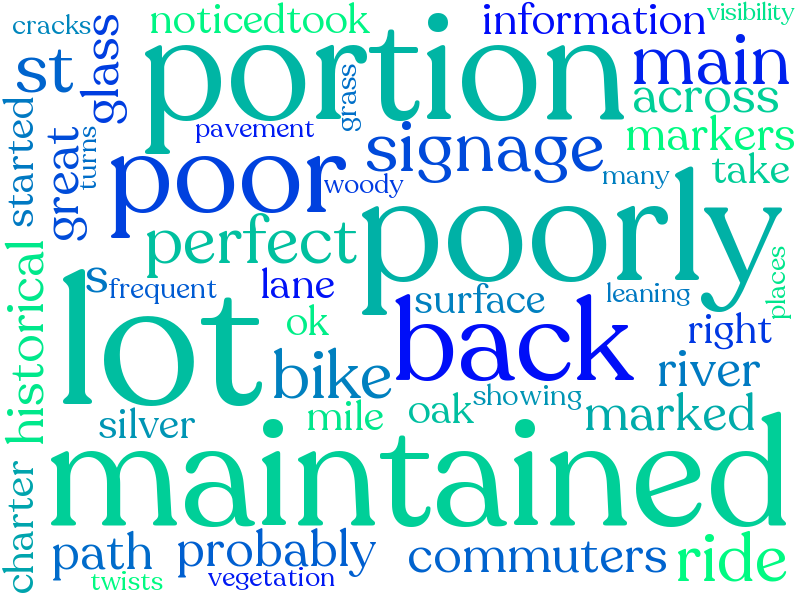 cracks
noticedtook
information
visibility
st
glass
portion
grass
main
across
started
great
turns
pavement
poor
woody
signage
markers
many
take
historical
perfect
poorly
s
frequent
lane
surface
leaning
places
lot
ok
back
right
bike
river
silver
mile
oak
showing
marked
maintained
charter
path
probably
commuters
ride
twists
vegetation